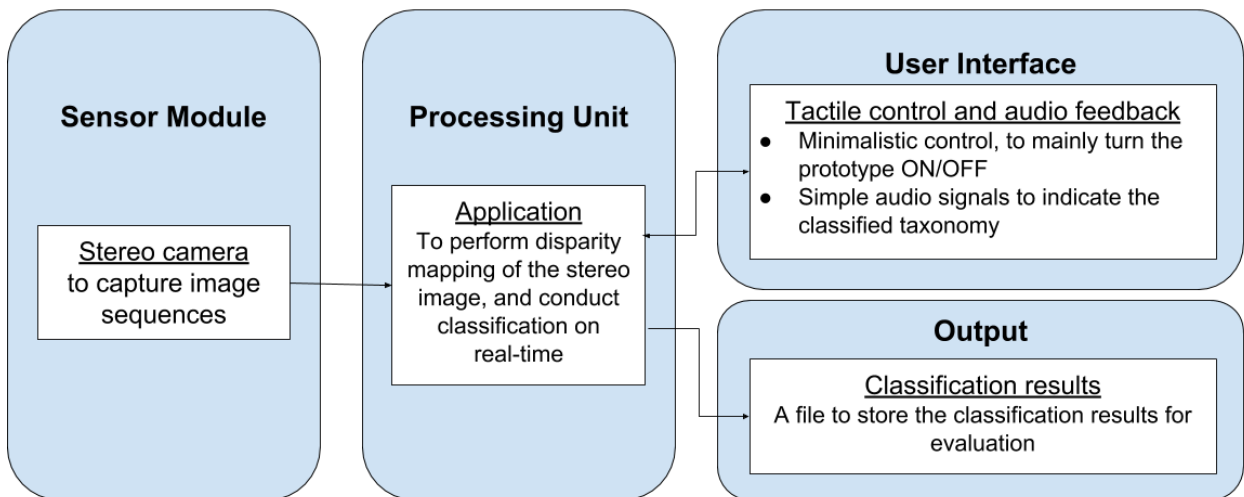 Sensor Module
Stereo camera
to capture image
sequences
Processing Unit
Application
To perform disparity
mapping of the stereo
image, and conduct
classification on
real-time
User Interface
Tactile control and audio feedback
● Minimalistic control, to mainly turn the
prototype ON/OFF
● Simple audio signals to indicate the
classified taxonomy
Output
Classification results
A file to store the classification results for
evaluation